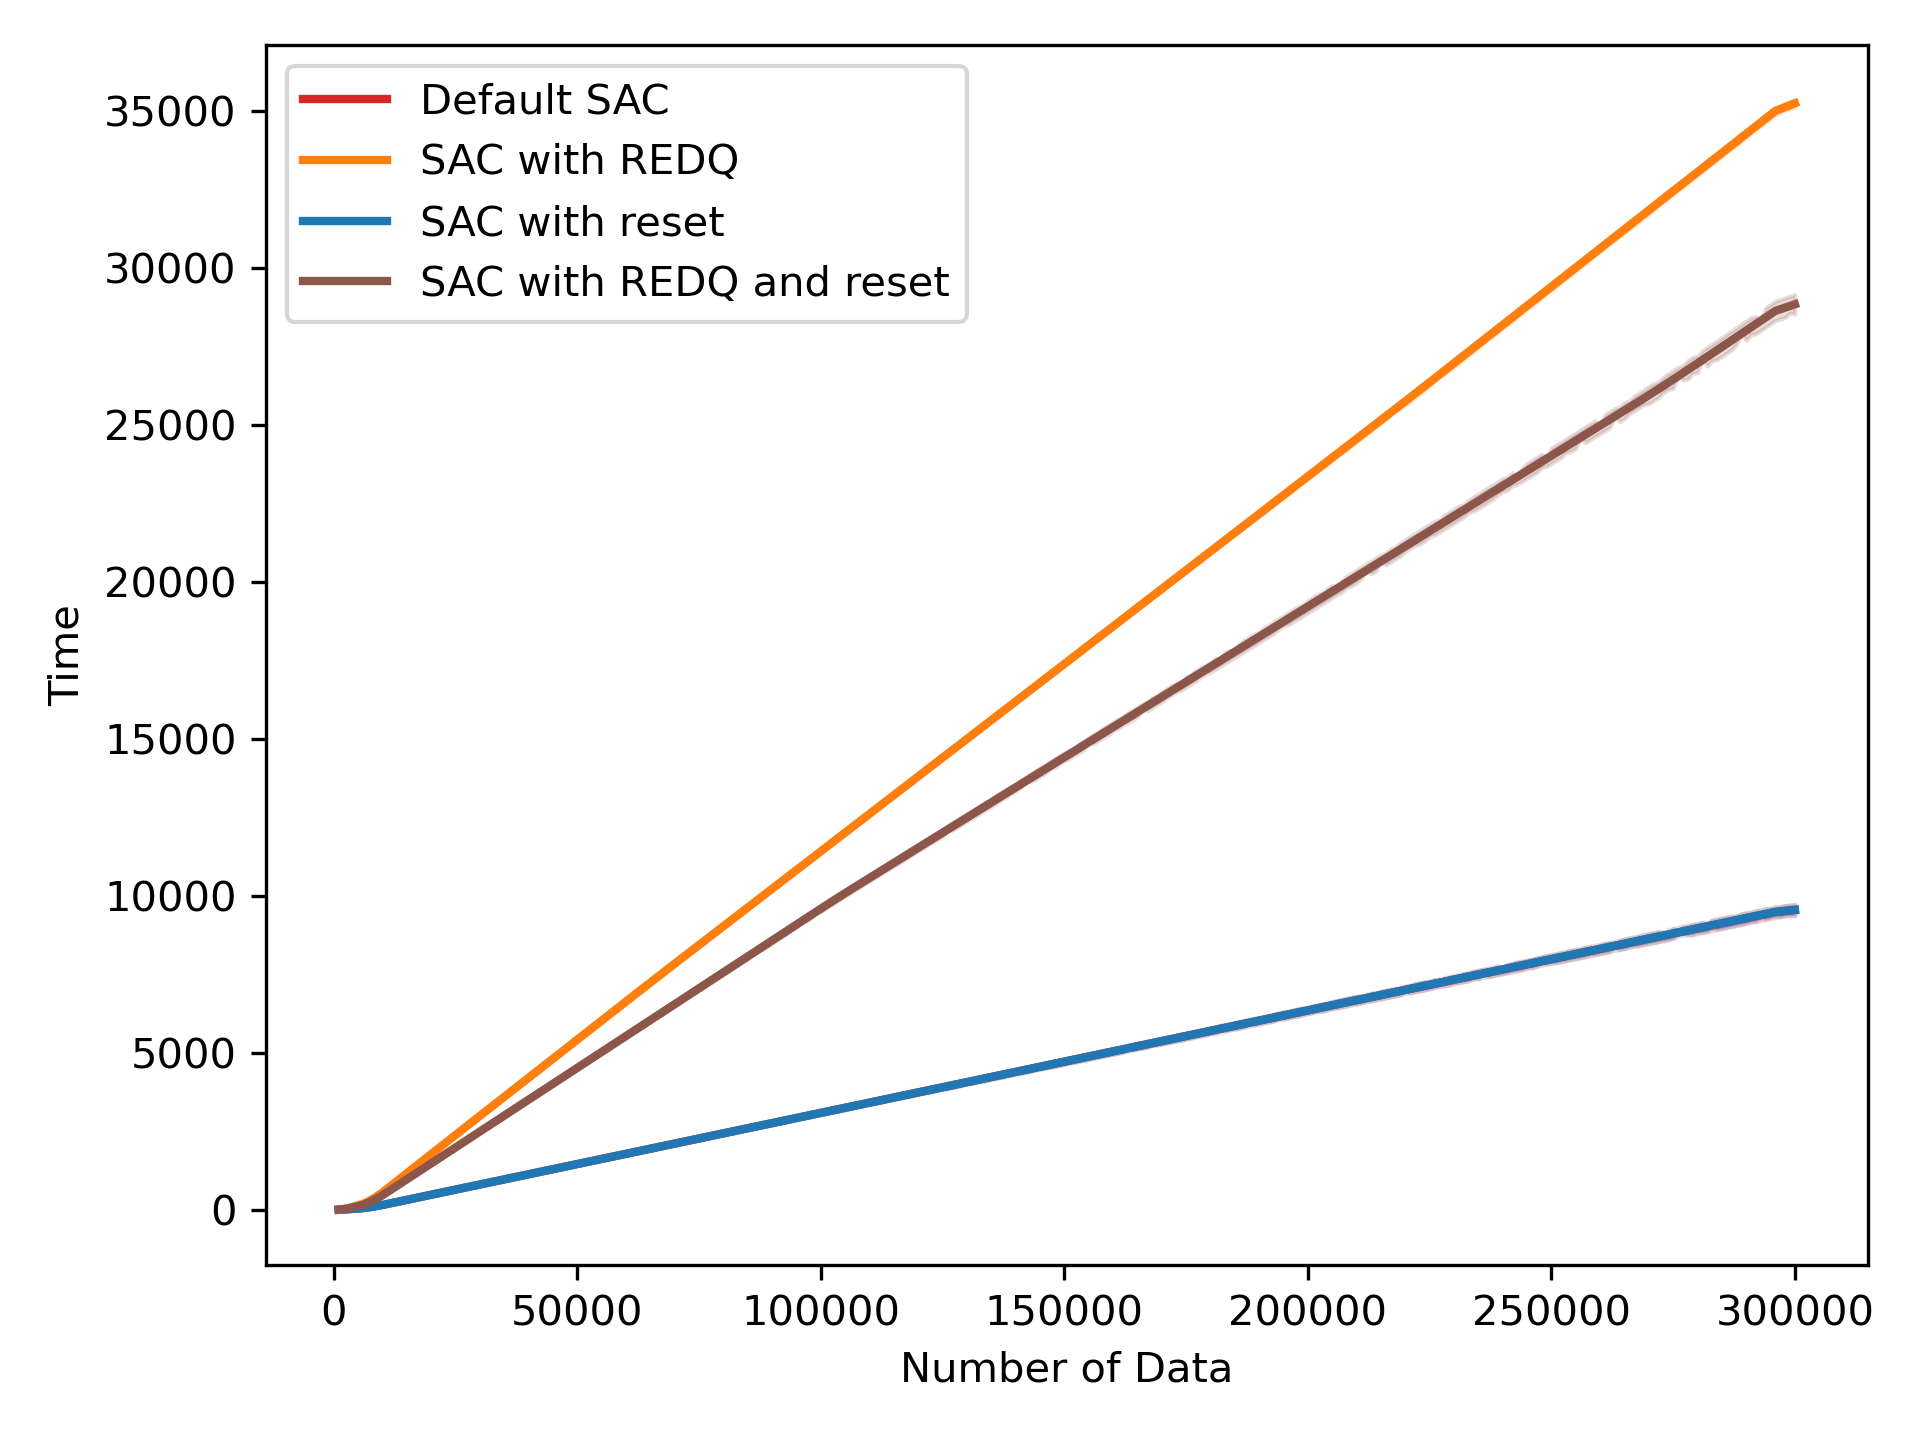 Default SAC
SAC with REDQ
SAC with reset
SAC with REDQ and reset
35000
30000
25000
20000
15000
10000
5000
0
Time
0 50000 100000 150000 200000 250000 300000
Number of Data